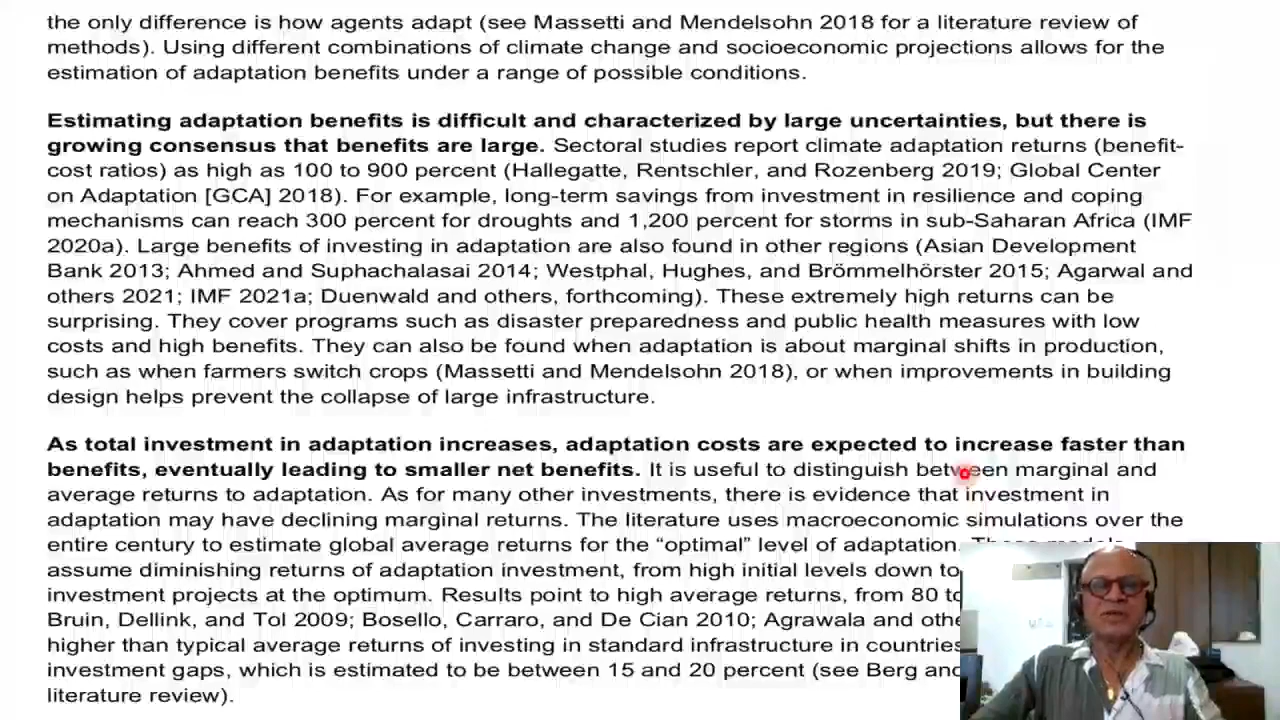 the only difference is how agents adapt (see Massetti and Mendelsohn 2018 for a literature review of
methods). Using different combinations of climate change and socioeconomic projections allows for the
estimation of adaptation benefits under a range of possible conditions.
Estimating adaptation benefits is difficult and characterized by large uncertainties, but there is
growing consensus that benefits are large. Sectoral studies report climate adaptation returns (benefit-
cost ratios) as high as 100 to 900 percent (Hallegatte, Rentschler, and Rozenberg 2019; Global Center
on Adaptation [GCA] 2018). For example, long-term savings from investment in resilience and coping
mechanisms can reach 300 percent for droughts and 1,200 percent for storms in sub-Saharan Africa (IMF
2020a). Large benefits of investing in adaptation are also found in other regions (Asian Development
Bank 2013; Ahmed and Suphachalasai 2014; Westphal, Hughes, and Brömmelhörster 2015; Agarwal and
others 2021; IMF 2021a; Duenwald and others, forthcoming). These extremely high returns can be
surprising. They cover programs such as disaster preparedness and public health measures with low
costs and high benefits. They can also be found when adaptation is about marginal shifts in production,
such as when farmers switch crops (Massetti and Mendelsohn 2018), or when improvements in building
design helps prevent the collapse of large infrastructure.
As total investment in adaptation increases, adaptation costs are expected to increase faster than
benefits, eventually leading to smaller net benefits. It is useful to distinguish between marginal and
average returns to adaptation. As for many other investments, there is evidence that investment in
adaptation may have declining marginal returns. The literature uses macroeconomic simulations over the
entire century to estimate global average returns for the “optimal” level of adaptation.
assume diminishing returns of adaptation investment, from high initial levels down to
investment projects at the optimum. Results point to high average returns, from 80
Bruin, Dellink, and Tol 2009; Bosello, Carraro, and De Cian 2010; Agrawala and
higher than typical average returns of investing in standard infrastructure in countries
investment gaps, which is estimated to be between 15 and 20 percent (see Berg
literature review).